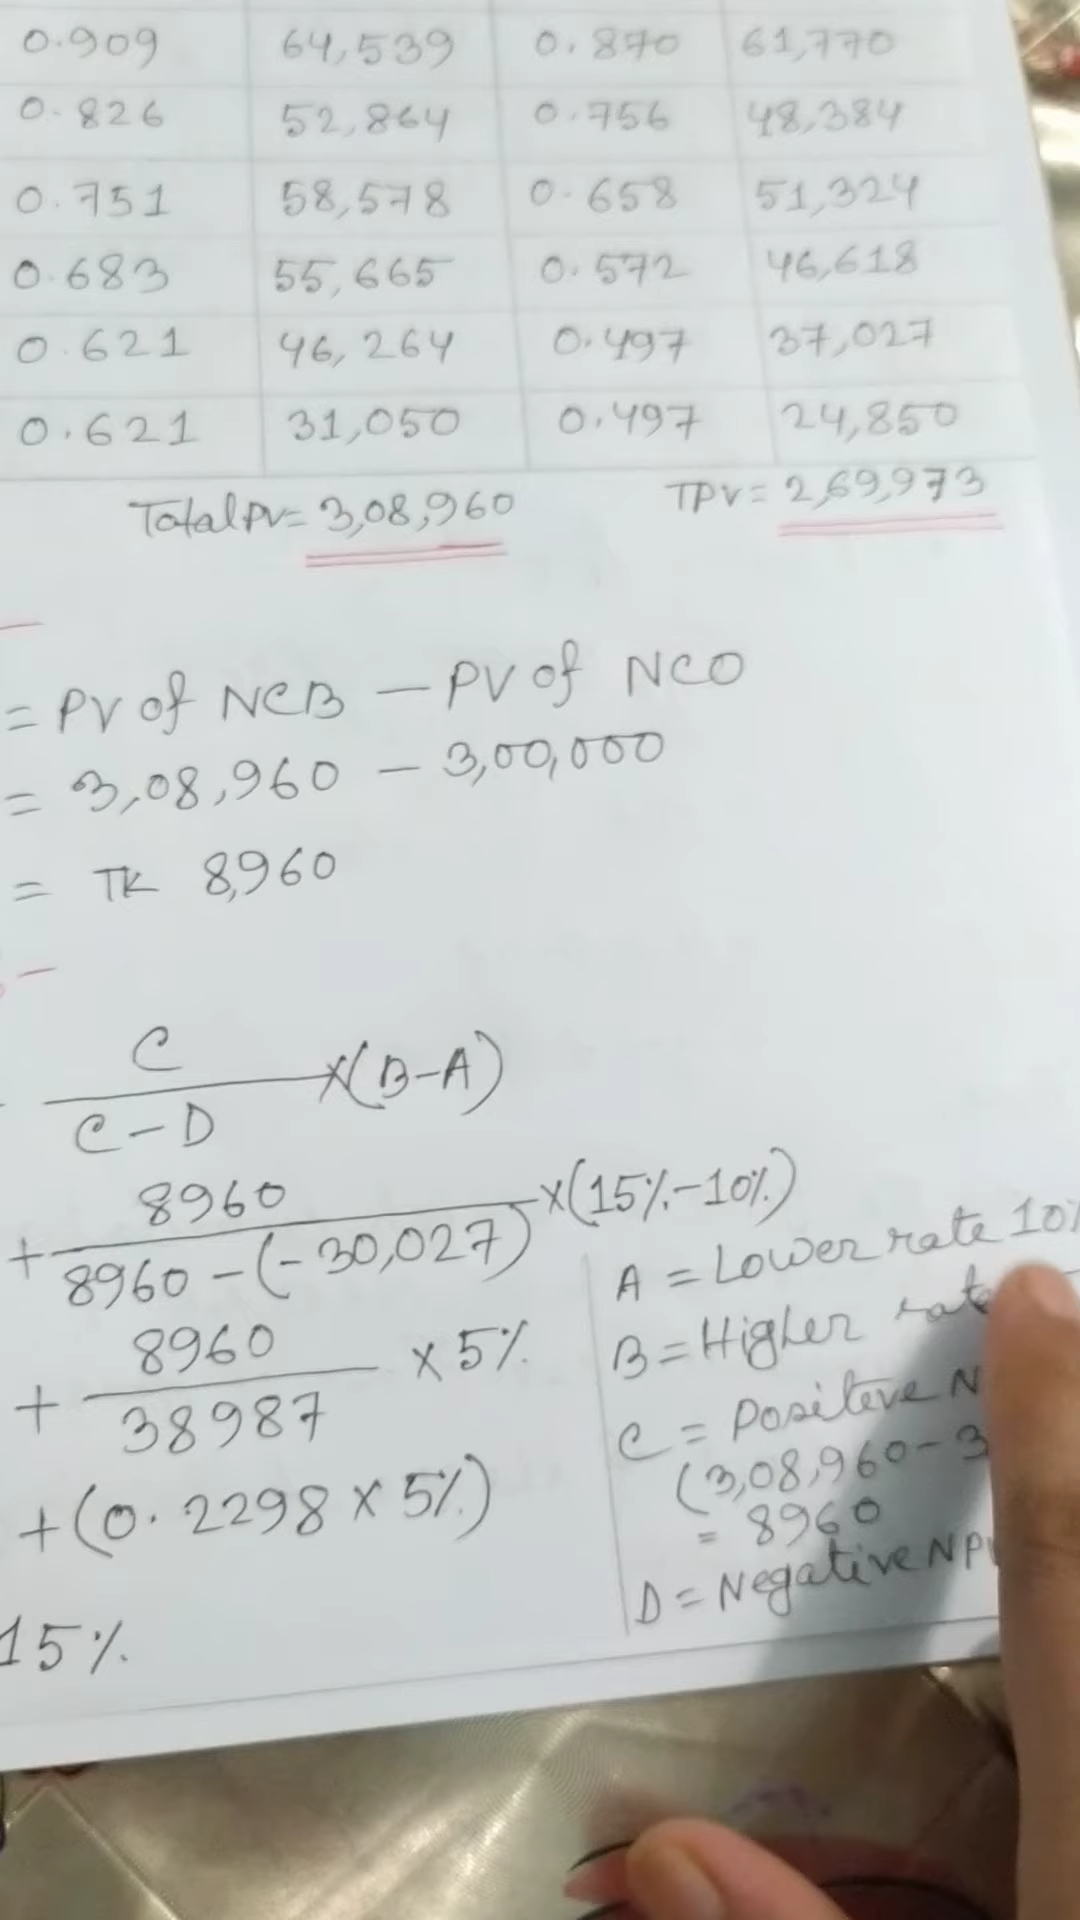 0.909 64,539 0.870 61,770
0.826 52,864 0.756 48,384
0.751 58,578 0.658 51,324
0.683 55,665 0.572 46,618
0.621 46,264 0.497 37,027
0.621 31,050 0.497 24,850
Total PV = 3,08,960 TPV = 2,69,973
= PV of NCB - PV of NCO
= 3,08,960 - 3,00,000
= TK 8,960
C
C - D
×(B-A)
8960
+ 8960 - (-30,027) ×(15%-10%)
8960
+ 38987 × 5%
+ (0.2298 × 5%)
15%
A = Lower rate 10%
B = Higher rate
C = Positive
(3,08,960 - 3
= 8960
D = Negative NPV